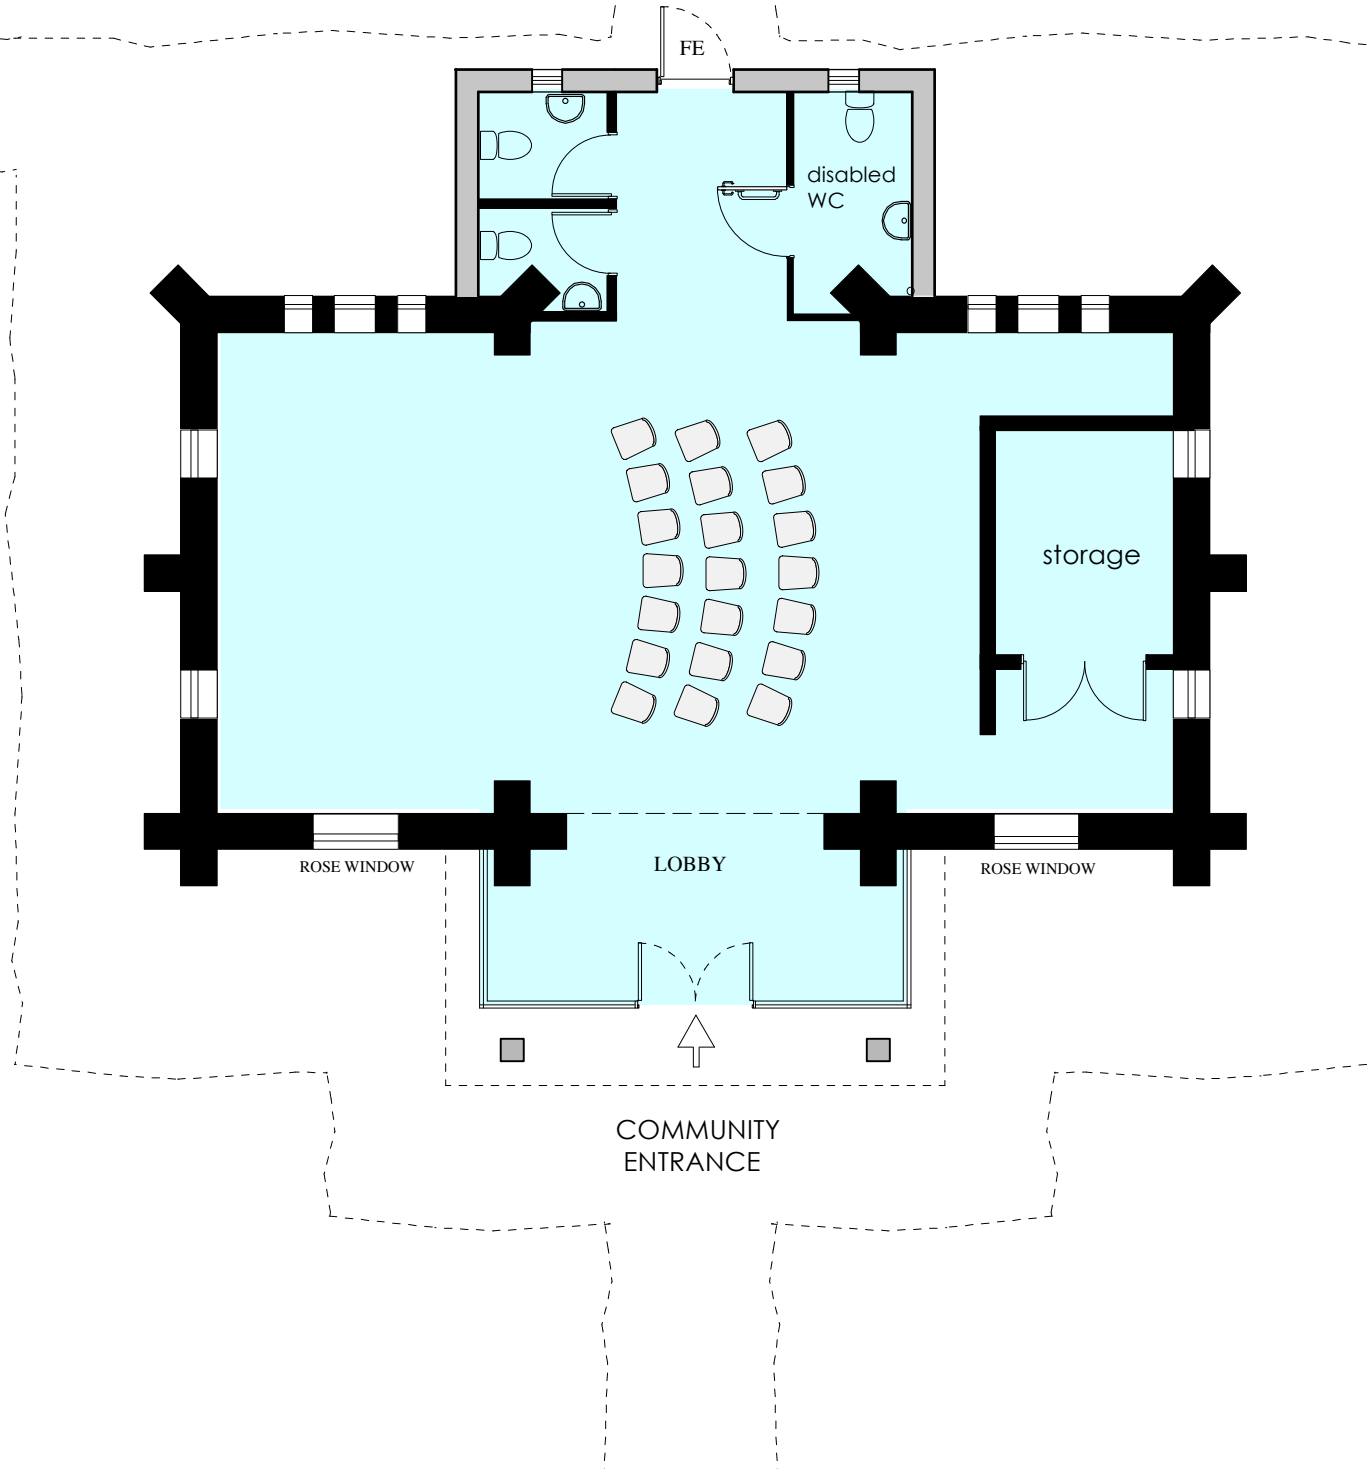 FE
disabled
WC
storage
ROSE WINDOW
LOBBY
ROSE WINDOW
COMMUNITY
ENTRANCE